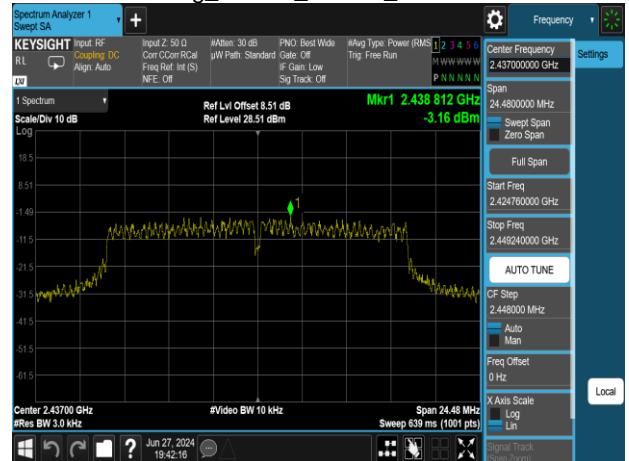 Spectrum Analyzer 1
Swept SA
Frequency
KEYSIGHT
RL
Input: RF
Coupling: DC
Align: Auto
Input Z: 50 Ω
Corr CCorr RCal
Freq Ref: Int (S)
NFE: Off
#Atten: 30 dB
µW Path: Standard
PNO: Best Wide
Gate: Off
IF Gain: Low
Sig Track: Off
#Avg Type: Power (RMS
Trig: Free Run
1 2 3 4 5 6
M W W W W W
P N N N N N
LXI
1 Spectrum
Scale/Div 10 dB
Log
Ref Lvl Offset 8.51 dB
Ref Level 28.51 dBm
Mkr1 2.438 812 GHz
-3.16 dBm
18.5
8.51
-1.49
-11.5
-21.5
-31.5
-41.5
-51.5
-61.5
1
Center 2.43700 GHz
#Res BW 3.0 kHz
#Video BW 10 kHz
Span 24.48 MHz
Sweep 639 ms (1001 pts)
Center Frequency
2.437000000 GHz
Settings
Span
24.4800000 MHz
Swept Span
Zero Span
Full Span
Start Freq
2.424760000 GHz
Stop Freq
2.449240000 GHz
AUTO TUNE
CF Step
2.448000 MHz
Auto
Man
Freq Offset
0 Hz
X Axis Scale
Log
Lin
Local
Signal Track
(Span Zoom)
Jun 27, 2024
19:42:16